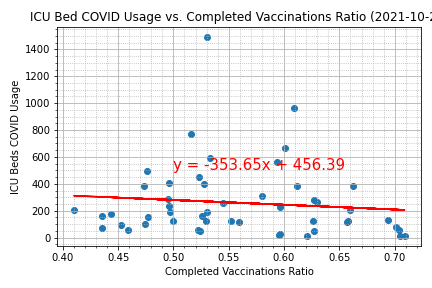 ICU Bed COVID Usage vs. Completed Vaccinations Ratio (2021-10-2
1400
1200
1000
800
600
400
200
0
ICU Beds COVID Usage
y = -353.65x + 456.39
0.40 0.45 0.50 0.55 0.60 0.65 0.70
Completed Vaccinations Ratio